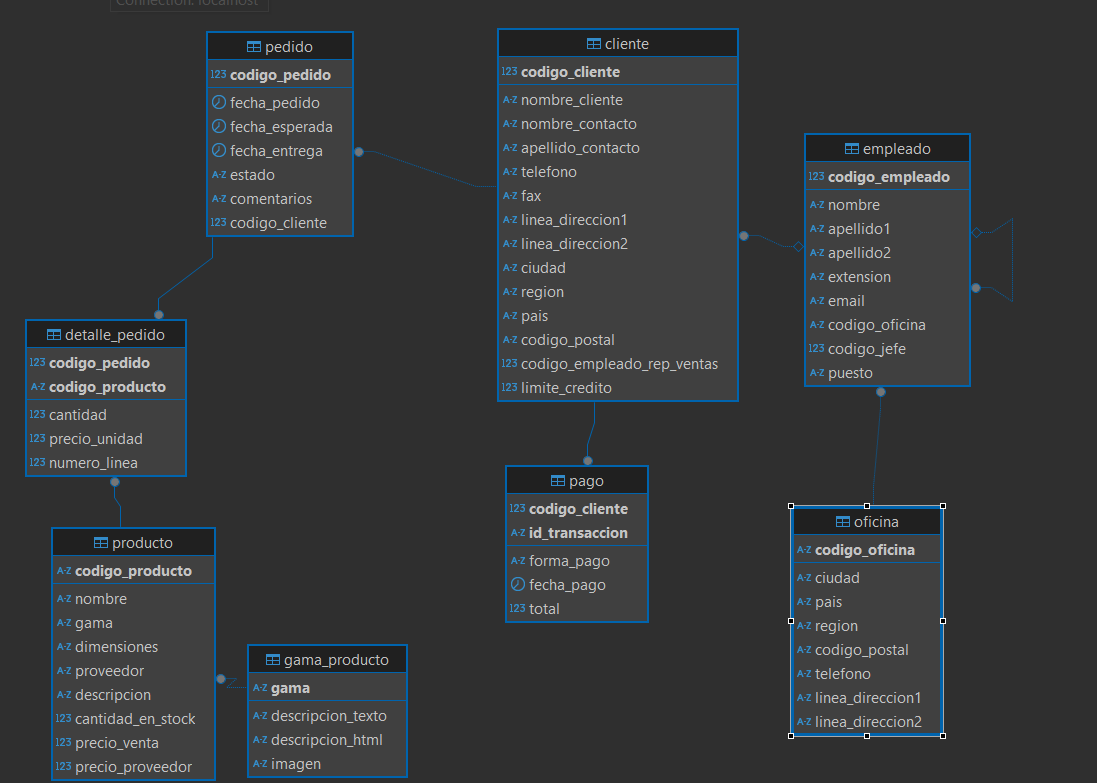 Connection: localhost
pedido
123 codigo_pedido
fecha_pedido
fecha_esperada
fecha_entrega
A-Z estado
A-Z comentarios
123 codigo_cliente
cliente
123 codigo_cliente
A-Z nombre_cliente
A-Z nombre_contacto
A-Z apellido_contacto
A-Z telefono
A-Z fax
A-Z linea_direccion1
A-Z linea_direccion2
A-Z ciudad
A-Z region
A-Z pais
A-Z codigo_postal
123 codigo_empleado_rep_ventas
123 limite_credito
empleado
123 codigo_empleado
A-Z nombre
A-Z apellido1
A-Z apellido2
A-Z extension
A-Z email
A-Z codigo_oficina
123 codigo_jefe
A-Z puesto
detalle_pedido
123 codigo_pedido
A-Z codigo_producto
123 cantidad
123 precio_unidad
123 numero_linea
pago
123 codigo_cliente
A-Z id_transaccion
A-Z forma_pago
fecha_pago
123 total
oficina
A-Z codigo_oficina
A-Z ciudad
A-Z pais
A-Z region
A-Z codigo_postal
A-Z telefono
A-Z linea_direccion1
A-Z linea_direccion2
producto
A-Z codigo_producto
A-Z nombre
A-Z gama
A-Z dimensiones
A-Z proveedor
A-Z descripcion
123 cantidad_en_stock
123 precio_venta
123 precio_proveedor
gama_producto
A-Z gama
A-Z descripcion_texto
A-Z descripcion_html
A-Z imagen